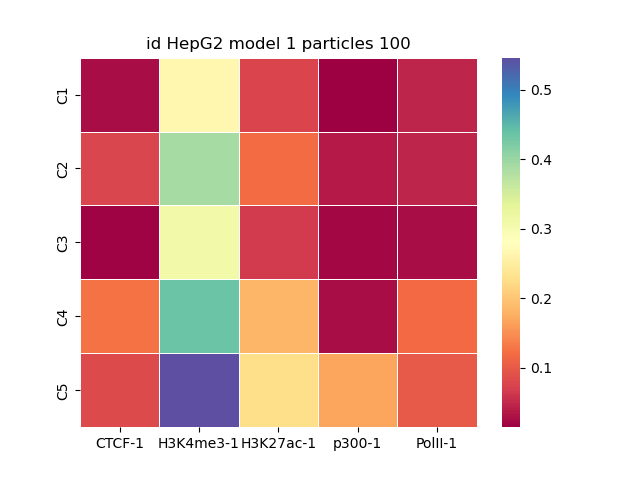 id HepG2 model 1 particles 100
C1
C2
C3
C4
C5
CTCF-1 H3K4me3-1 H3K27ac-1 p300-1 PolII-1
0.5
0.4
0.3
0.2
0.1